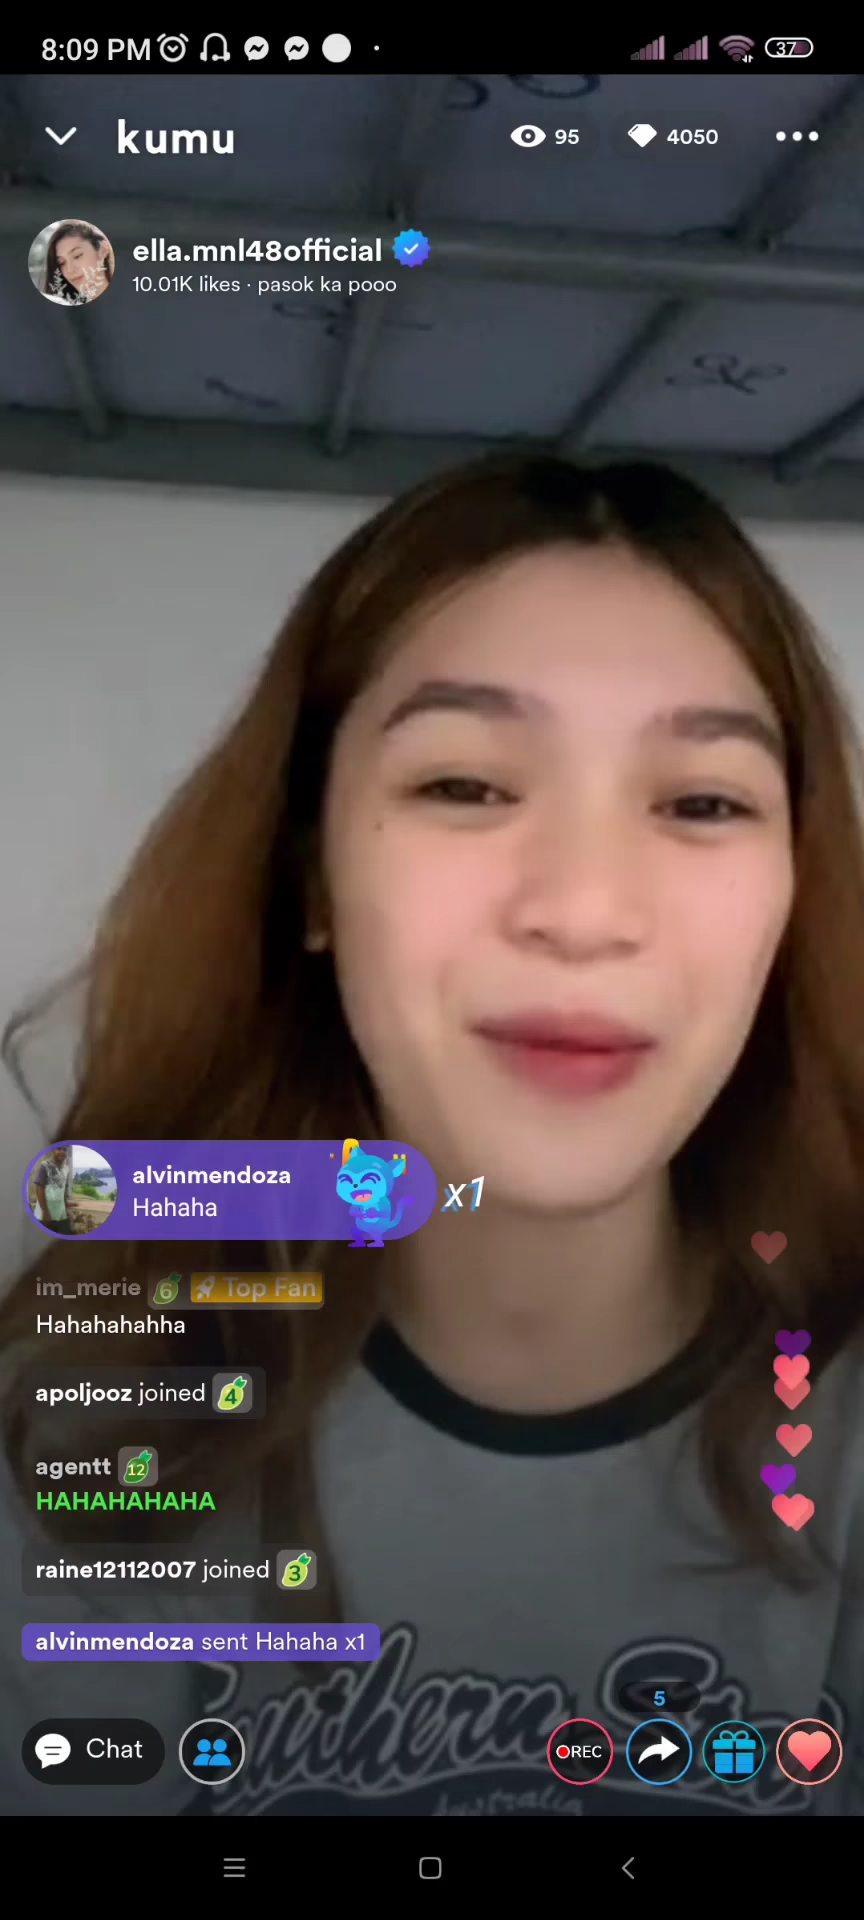 8:09 PM
37
kumu
95
4050
ella.mnl48official
10.01K likes · pasok ka pooo
alvinmendoza
Hahaha
x1
im_merie 6 Top Fan
Hahahahahha
apoljooz joined 4
agentt 12
HAHAHAHAHA
raine12112007 joined 3
alvinmendoza sent Hahaha x1
Southern
5
Chat
REC
Australia